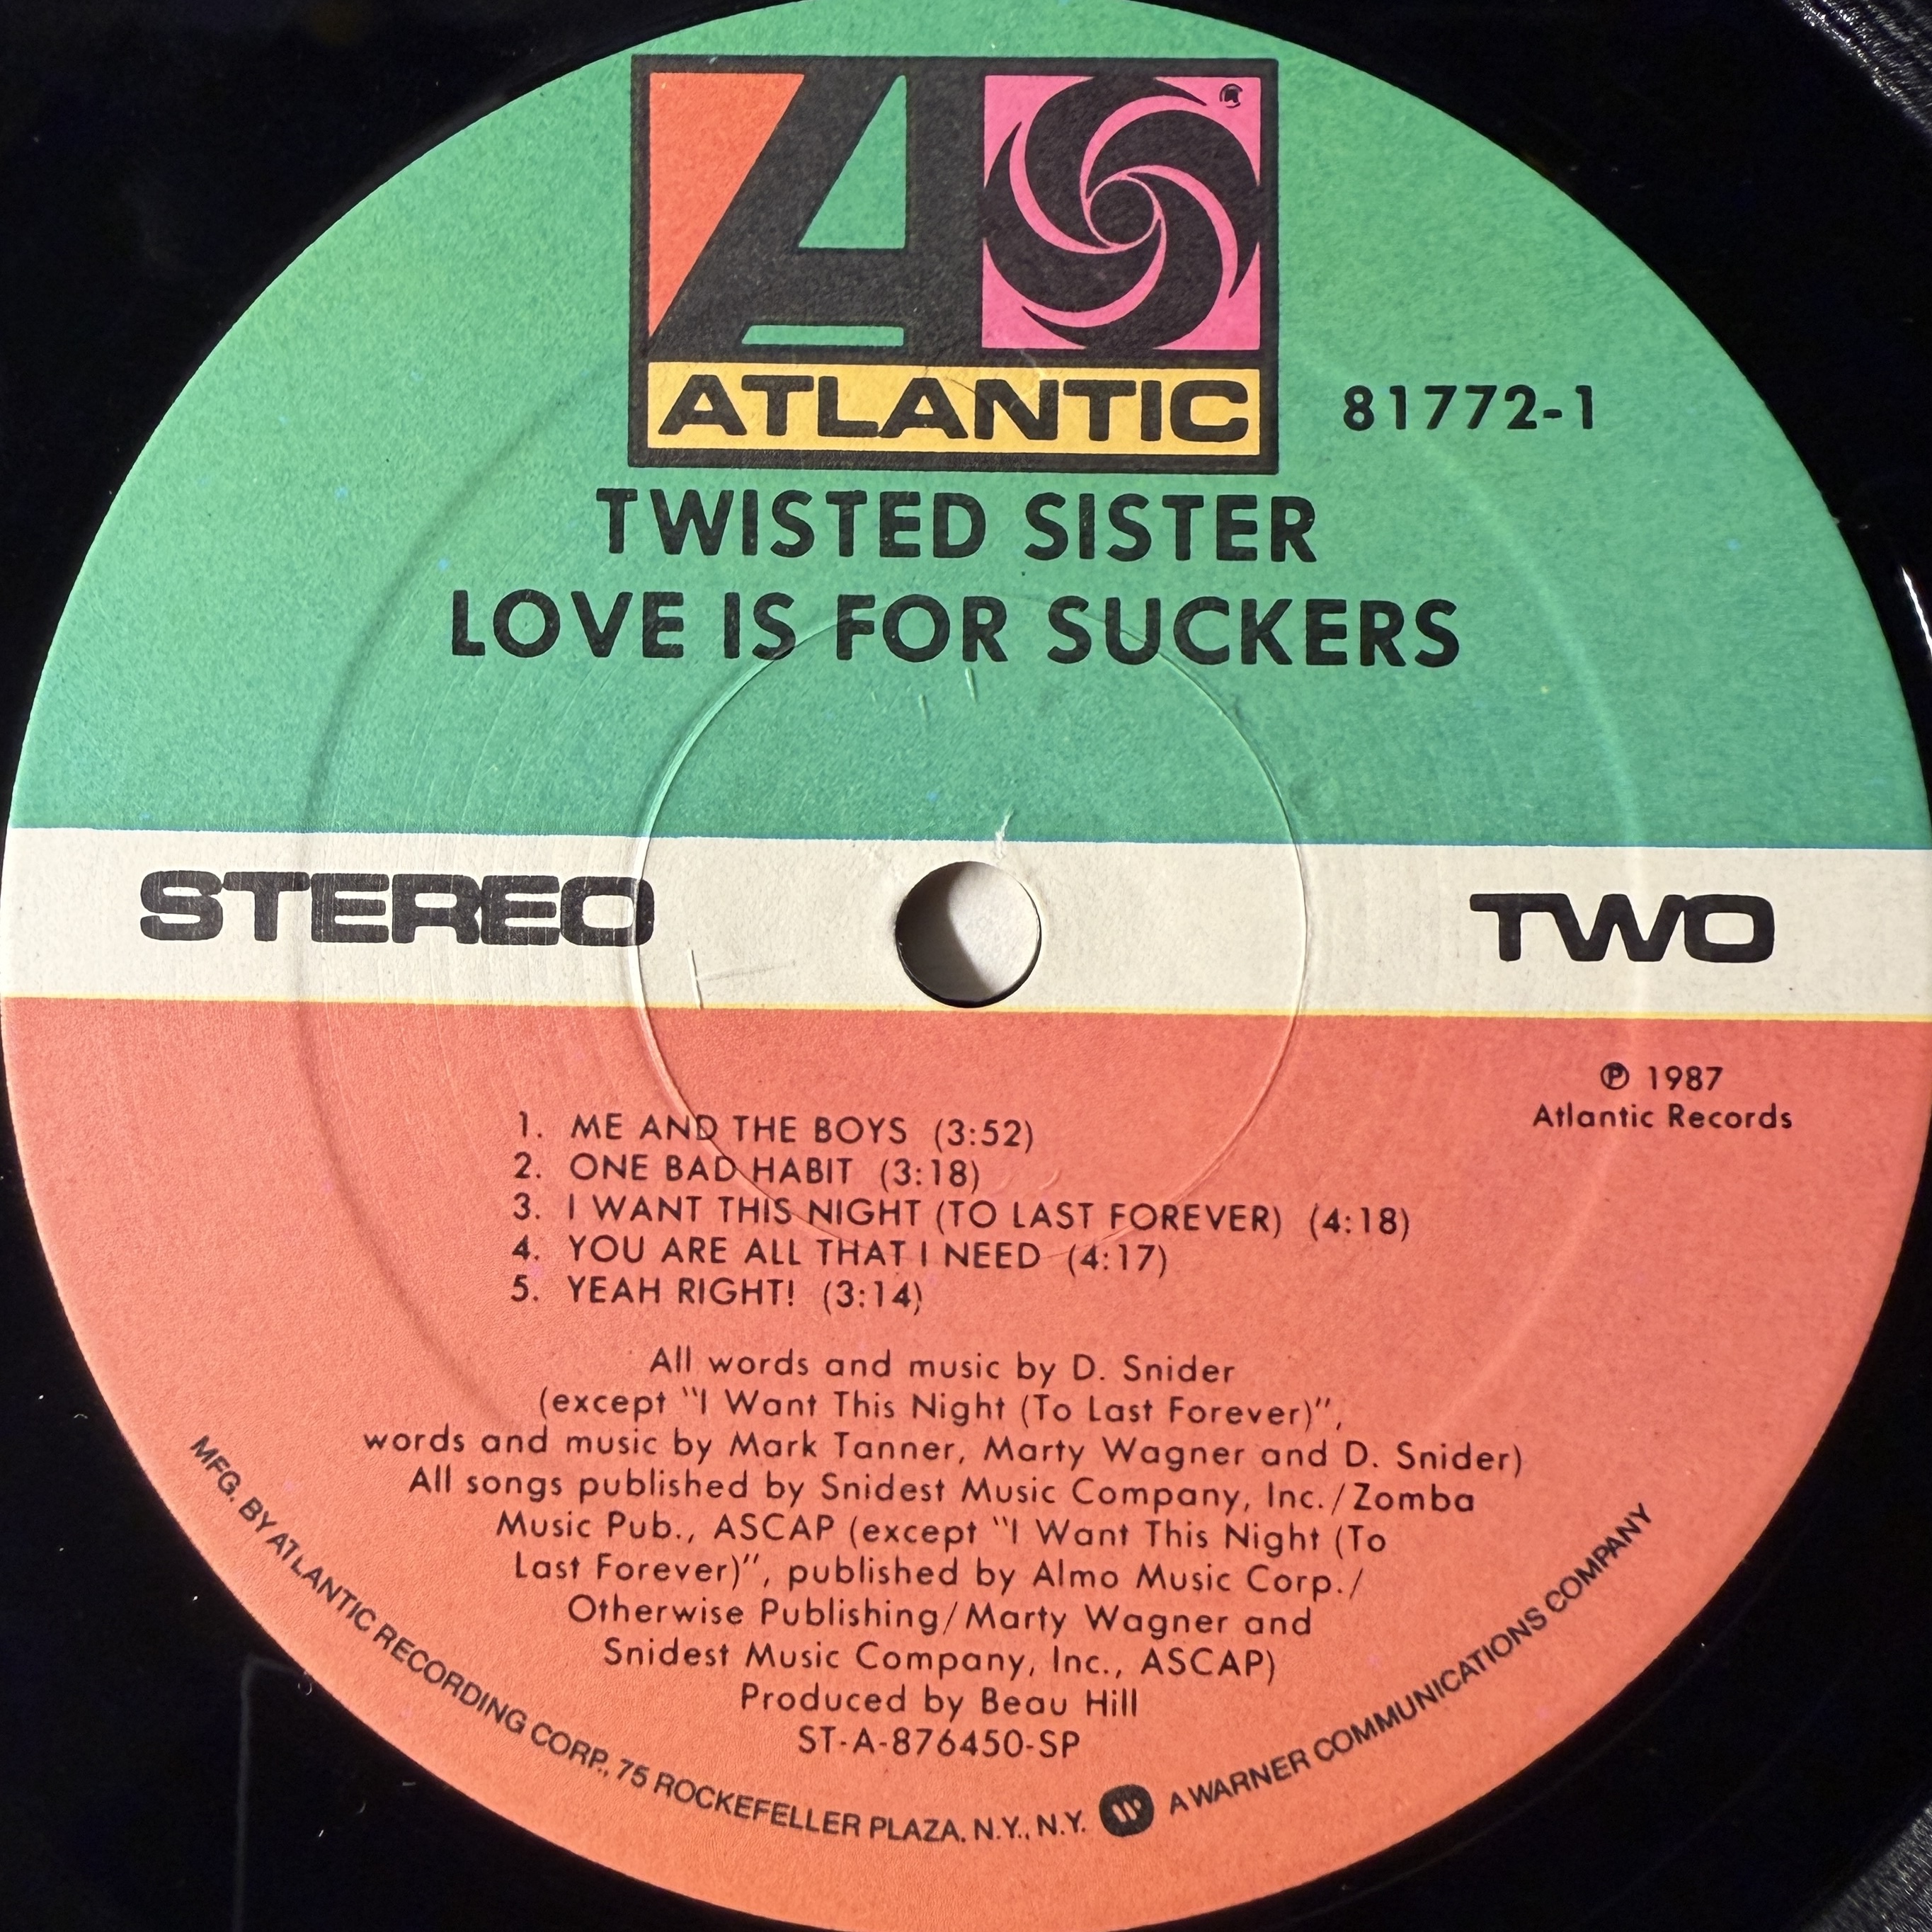 ATLANTIC
81772-1
TWISTED SISTER
LOVE IS FOR SUCKERS
STEREO
TWO
℗ 1987
Atlantic Records
1. ME AND THE BOYS (3:52)
2. ONE BAD HABIT (3:18)
3. I WANT THIS NIGHT (TO LAST FOREVER) (4:18)
4. YOU ARE ALL THAT I NEED (4:17)
5. YEAH RIGHT! (3:14)
All words and music by D. Snider
(except "I Want This Night (To Last Forever)",
words and music by Mark Tanner, Marty Wagner and D. Snider)
All songs published by Snidest Music Company, Inc./Zomba
Music Pub., ASCAP (except "I Want This Night (To
Last Forever)", published by Almo Music Corp./
Otherwise Publishing/Marty Wagner and
Snidest Music Company, Inc., ASCAP)
Produced by Beau Hill
ST-A-876450-SP
MFG. BY ATLANTIC RECORDING CORP., 75 ROCKEFELLER PLAZA, N.Y., N.Y. A WARNER COMMUNICATIONS COMPANY